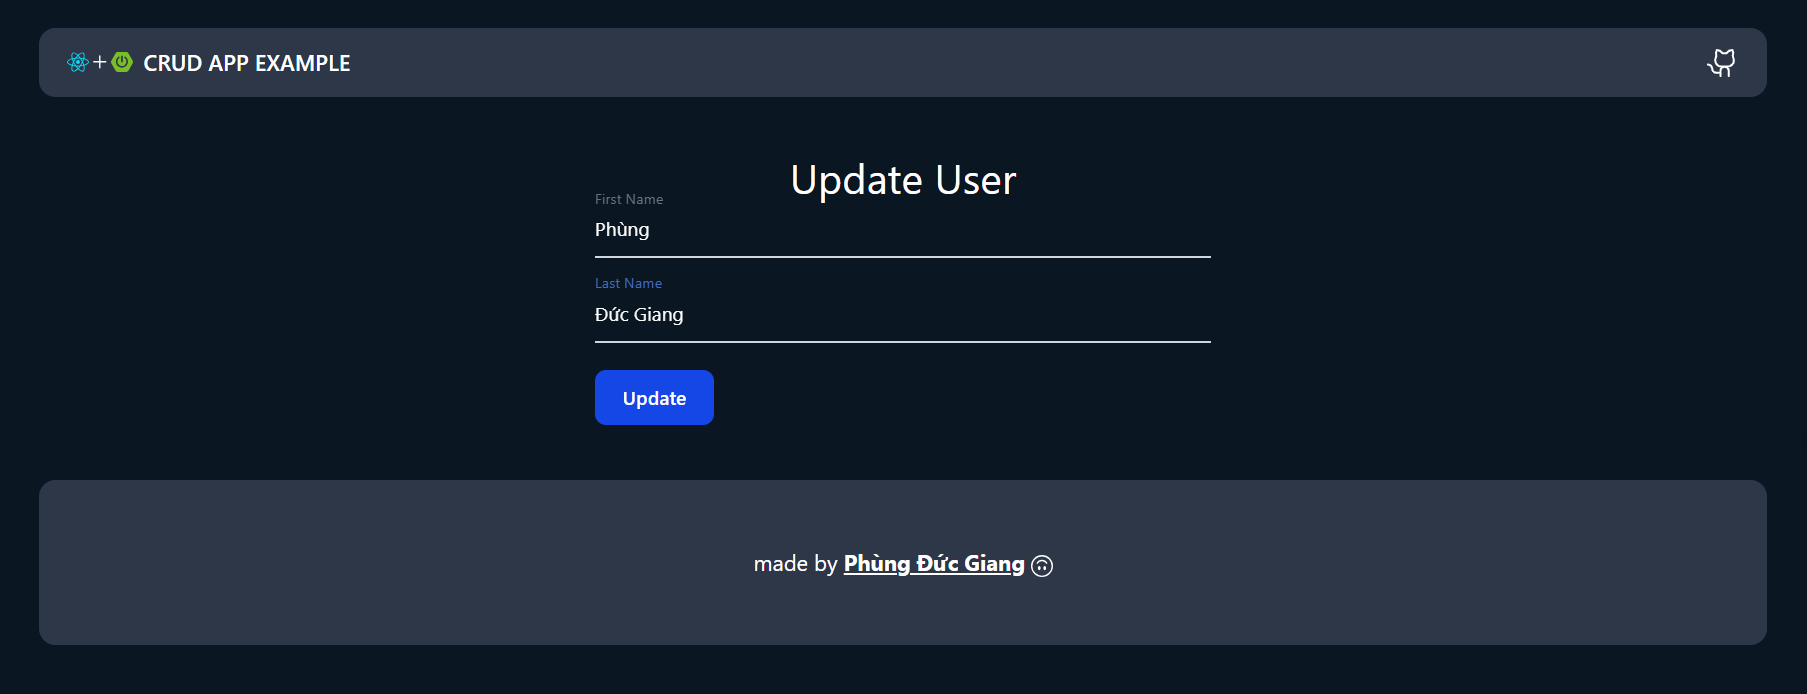 CRUD APP EXAMPLE
Update User
First Name
Phùng
Last Name
Đức Giang
Update
made by Phùng Đức Giang